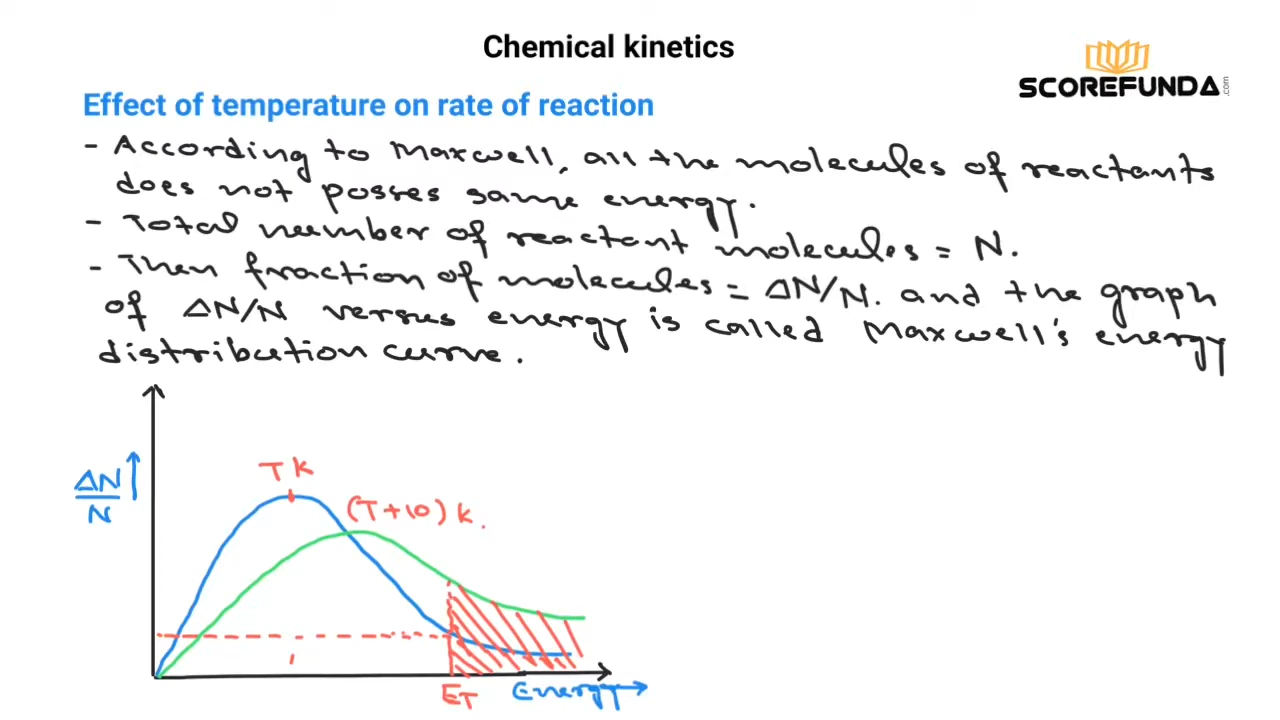 Chemical kinetics
SCOREFUNDA.com
Effect of temperature on rate of reaction
- According to Maxwell, all the molecules of reactants
does not posses same energy.
- Total number of reactant molecules = N.
- Then fraction of molecules = ΔN/N. and the graph
of ΔN/N versus energy is called Maxwell's energy
distribution curve.
T K
(T+10) K.
ΔN
N
ET
Energy